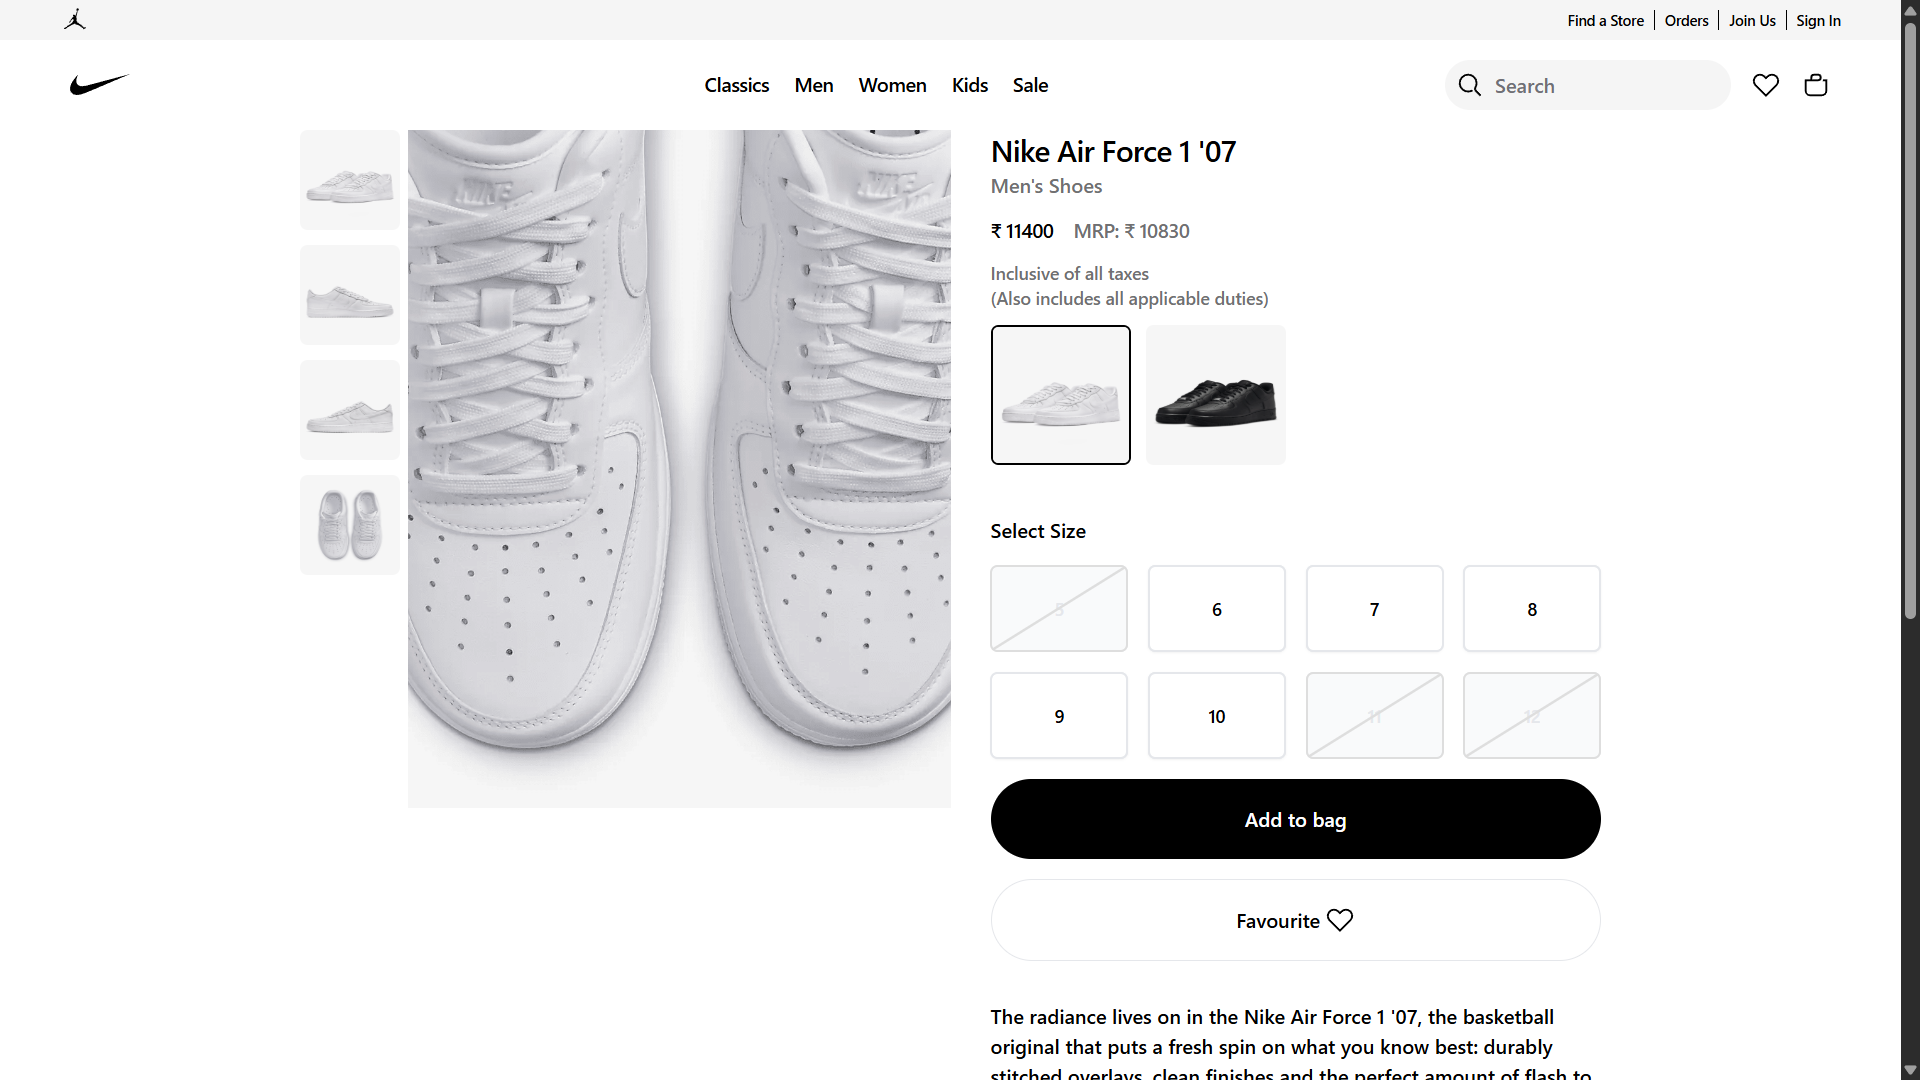 Find a Store
Orders
Join Us
Sign In
Classics
Men
Women
Kids
Sale
Search
NIKE
NIKE
Nike Air Force 1 '07
Men's Shoes
₹ 11400 MRP: ₹ 10830
Inclusive of all taxes
(Also includes all applicable duties)
Select Size
5
6
7
8
9
10
11
12
Add to bag
Favourite
The radiance lives on in the Nike Air Force 1 '07, the basketball
original that puts a fresh spin on what you know best: durably
stitched overlays, clean finishes and the perfect amount of flash to